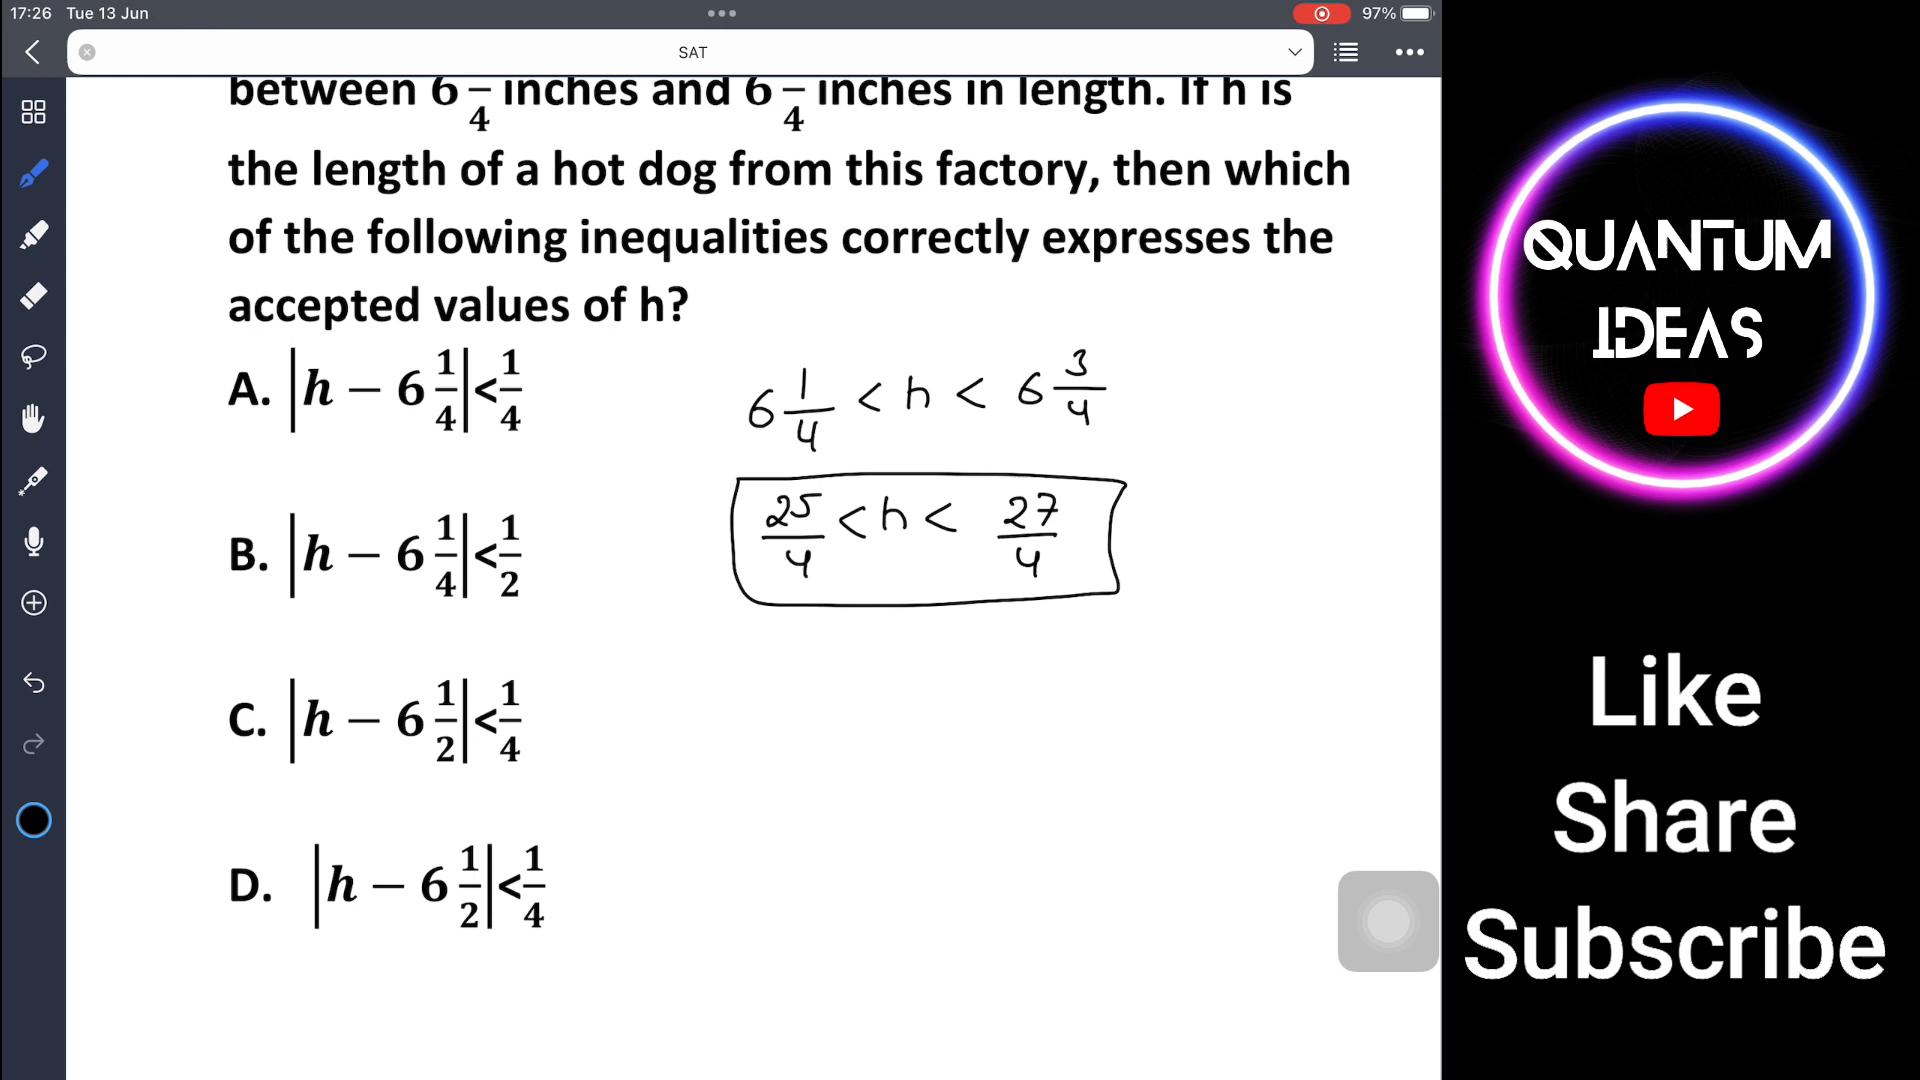 17:26 Tue 13 Jun
97%
SAT
between 6 –/4 inches and 6 –/4 inches in length. If h is
the length of a hot dog from this factory, then which
of the following inequalities correctly expresses the
accepted values of h?
A. |h − 6 1/4|<1/4
6 1/4 < h < 6 3/4
25/4 < h < 27/4
B. |h − 6 1/4|<1/2
C. |h − 6 1/2|<1/4
D. |h − 6 1/2|<1/4
QUANTUM
IDEAS
Like
Share
Subscribe